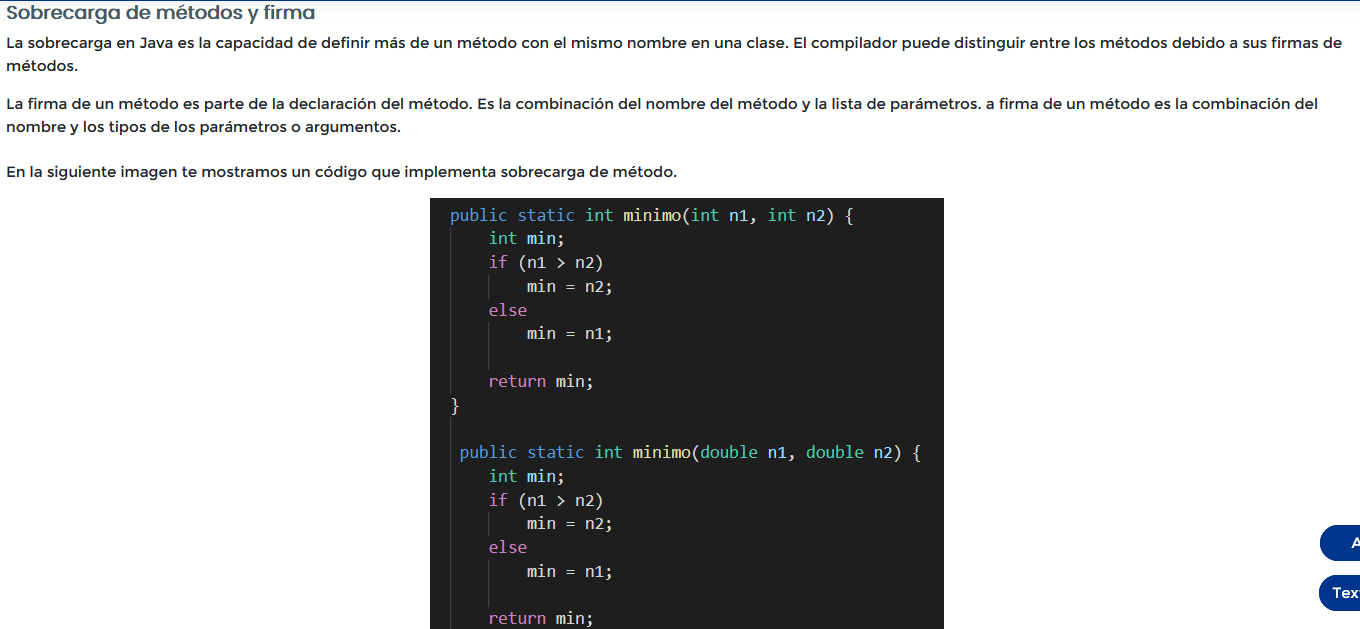 Sobrecarga de métodos y firma
La sobrecarga en Java es la capacidad de definir más de un método con el mismo nombre en una clase. El compilador puede distinguir entre los métodos debido a sus firmas de
métodos.
La firma de un método es parte de la declaración del método. Es la combinación del nombre del método y la lista de parámetros. a firma de un método es la combinación del
nombre y los tipos de los parámetros o argumentos.
En la siguiente imagen te mostramos un código que implementa sobrecarga de método.
public static int minimo(int n1, int n2) {
int min;
if (n1 > n2)
min = n2;
else
min = n1;
return min;
}
public static int minimo(double n1, double n2) {
int min;
if (n1 > n2)
min = n2;
A
else
min = n1;
Tex
return min;